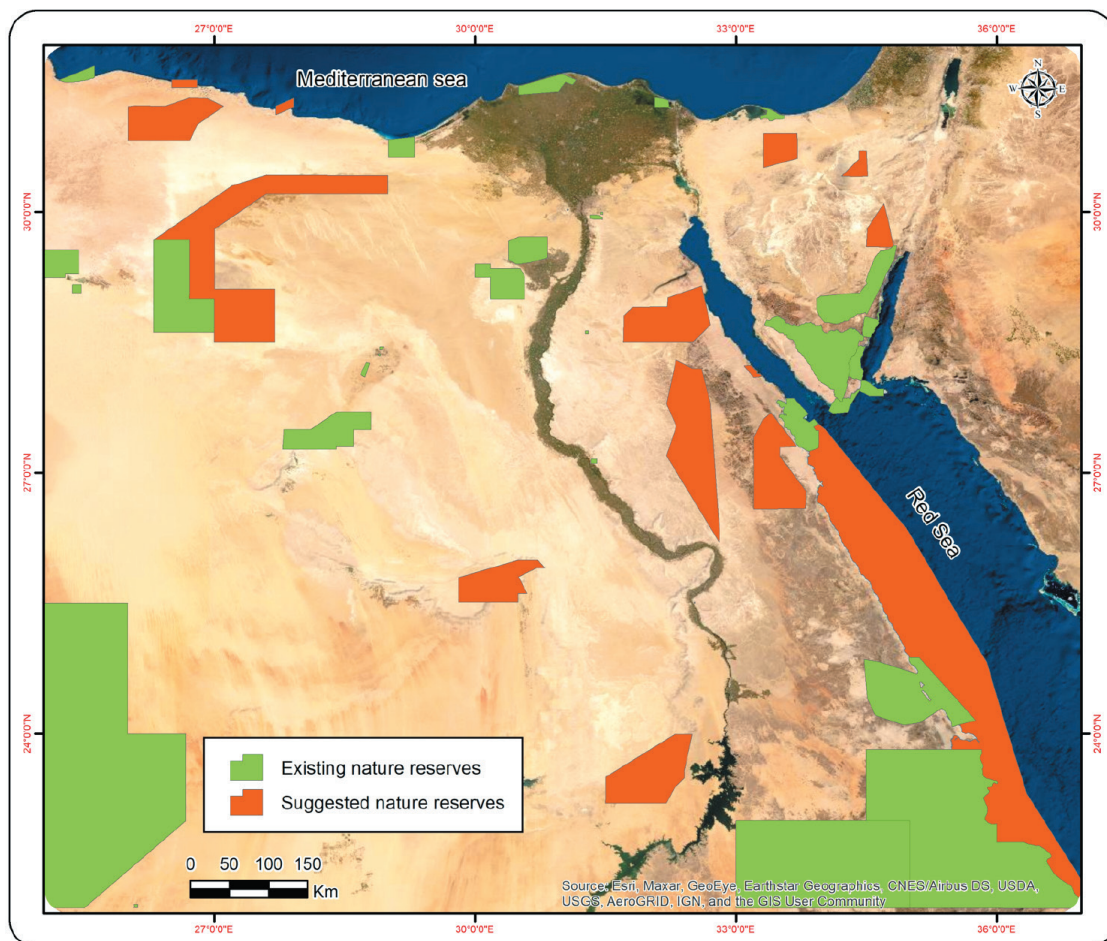 27°0'0"E 30°0'0"E 33°0'0"E 36°0'0"E
Mediterranean sea
N
W E
S
30°0'0"N 30°0'0"N
27°0'0"N 27°0'0"N
Red Sea
24°0'0"N 24°0'0"N
Existing nature reserves
Suggested nature reserves
0 50 100 150
Km
Source: Esri, Maxar, GeoEye, Earthstar Geographics, CNES/Airbus DS, USDA,
USGS, AeroGRID, IGN, and the GIS User Community
27°0'0"E 30°0'0"E 33°0'0"E 36°0'0"E